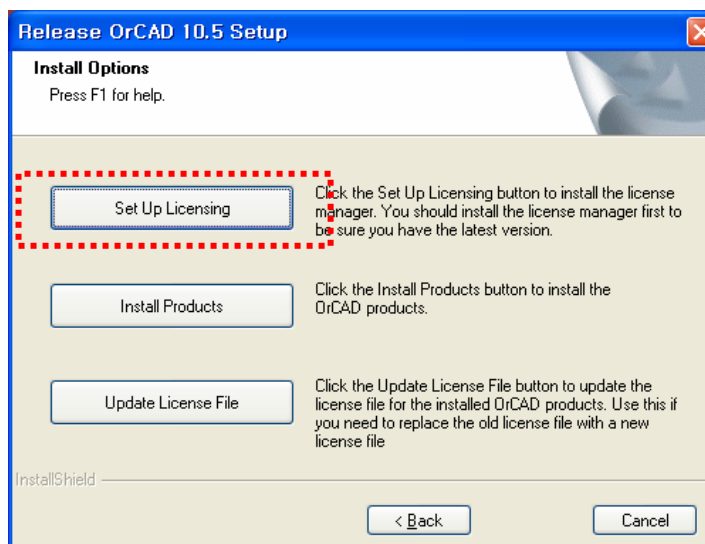 Release OrCAD 10.5 Setup
Install Options
Press F1 for help.
Set Up Licensing
Click the Set Up Licensing button to install the license
manager. You should install the license manager first to
be sure you have the latest version.
Install Products
Click the Install Products button to install the
OrCAD products.
Update License File
Click the Update License File button to update the
license file for the installed OrCAD products. Use this if
you need to replace the old license file with a new
license file
InstallShield
< Back
Cancel